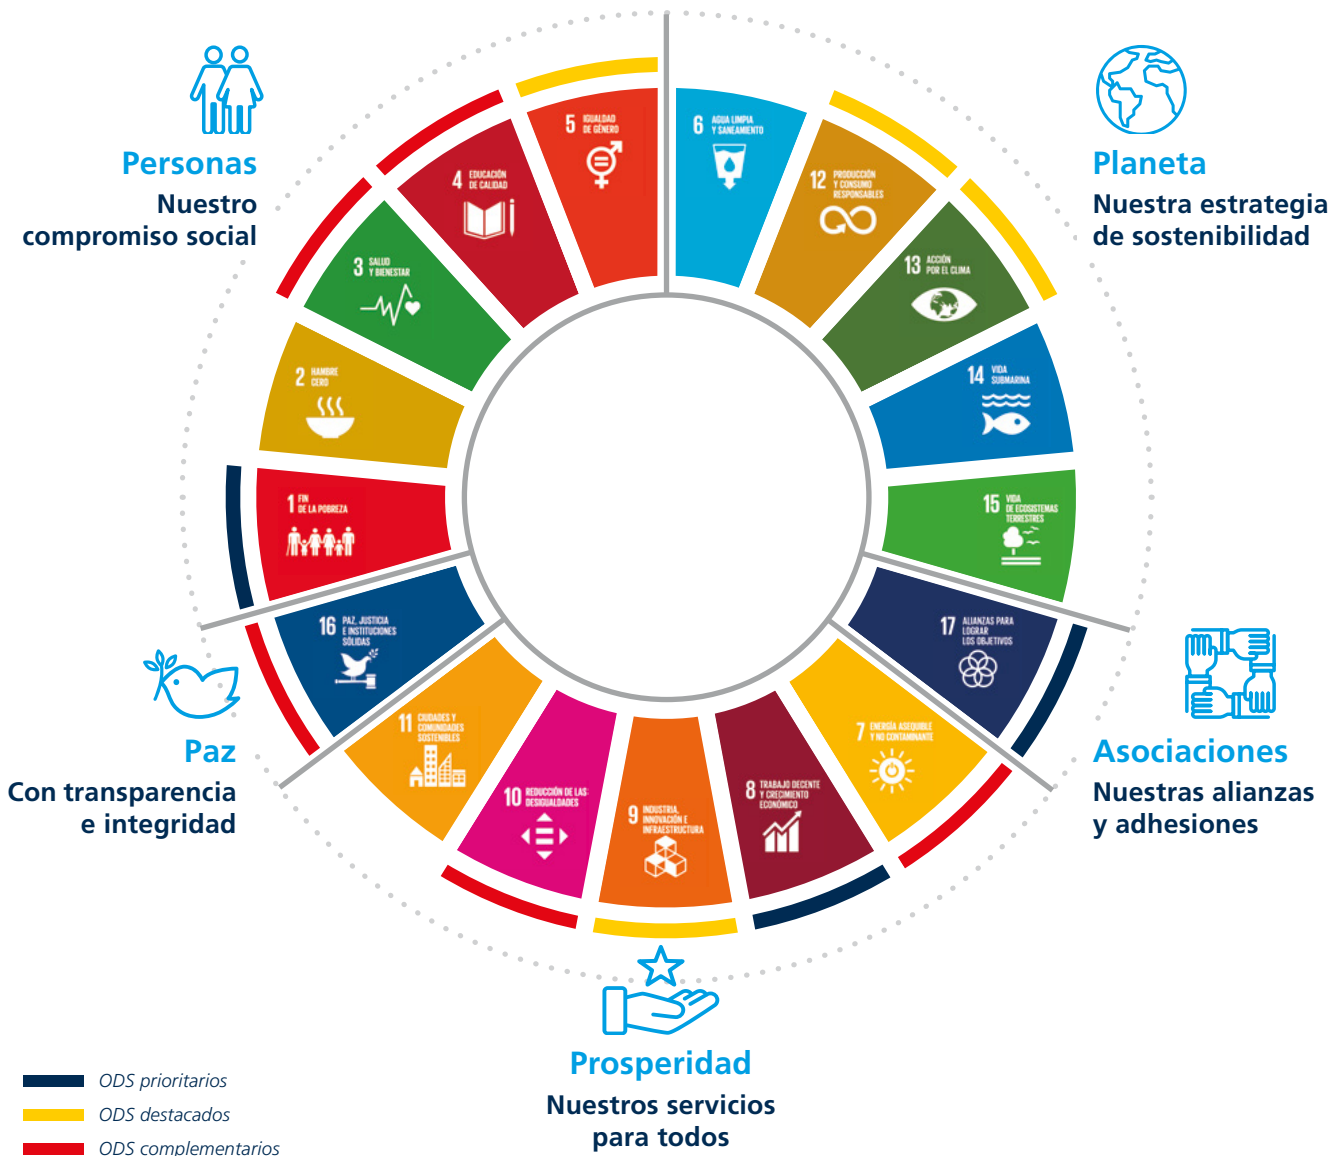 Personas
Nuestro
compromiso social
Planeta
Nuestra estrategia
de sostenibilidad
5 IGUALDAD
DE GÉNERO
6 AGUA LIMPIA
Y SANEAMIENTO
4 EDUCACIÓN
DE CALIDAD
12 PRODUCCIÓN
Y CONSUMO
RESPONSABLES
3 SALUD
Y BIENESTAR
13 ACCIÓN
POR EL CLIMA
2 HAMBRE
CERO
14 VIDA
SUBMARINA
1 FIN
DE LA POBREZA
15 VIDA
DE ECOSISTEMAS
TERRESTRES
16 PAZ, JUSTICIA
E INSTITUCIONES
SÓLIDAS
17 ALIANZAS PARA
LOGRAR
LOS OBJETIVOS
11 CIUDADES Y
COMUNIDADES
SOSTENIBLES
7 ENERGÍA ASEQUIBLE
Y NO CONTAMINANTE
10 REDUCCIÓN DE LAS
DESIGUALDADES
9 INDUSTRIA,
INNOVACIÓN E
INFRAESTRUCTURA
8 TRABAJO DECENTE
Y CRECIMIENTO
ECONÓMICO
Paz
Con transparencia
e integridad
Asociaciones
Nuestras alianzas
y adhesiones
Prosperidad
Nuestros servicios
para todos
ODS prioritarios
ODS destacados
ODS complementarios